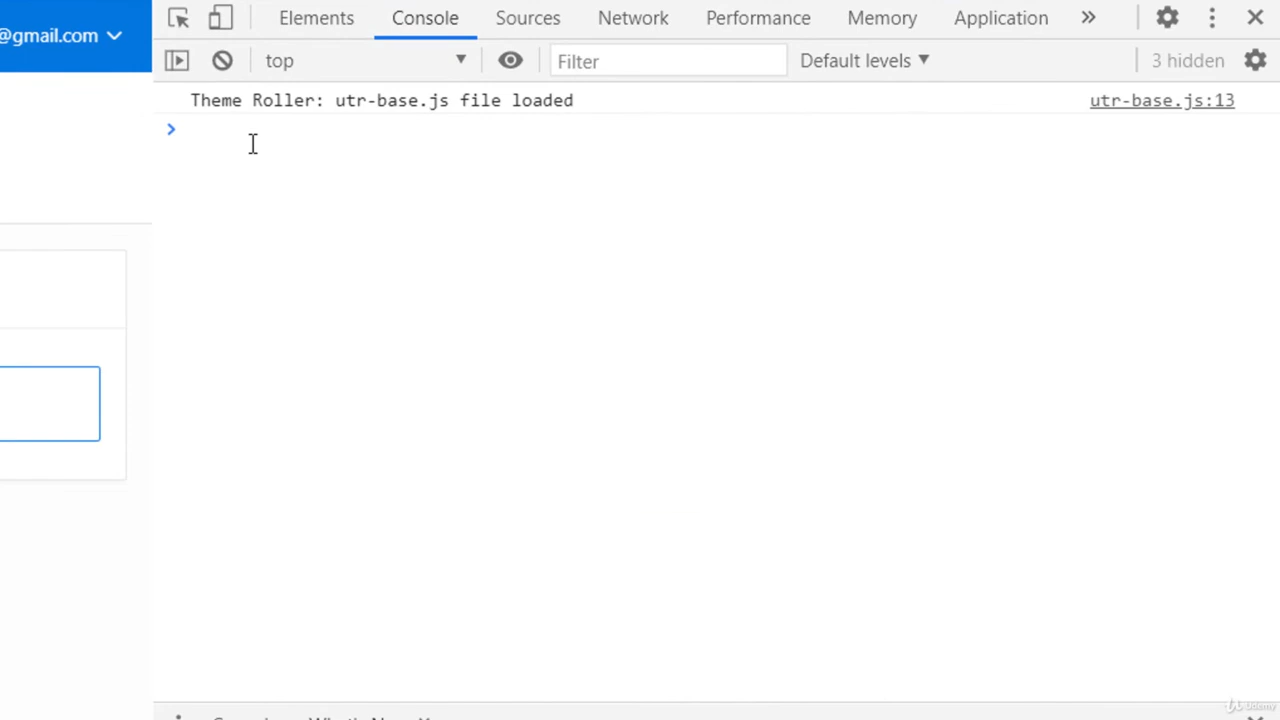 @gmail.com
Elements Console Sources Network Performance Memory Application »
top Filter Default levels 3 hidden
Theme Roller: utr-base.js file loaded utr-base.js:13
>
Udemy